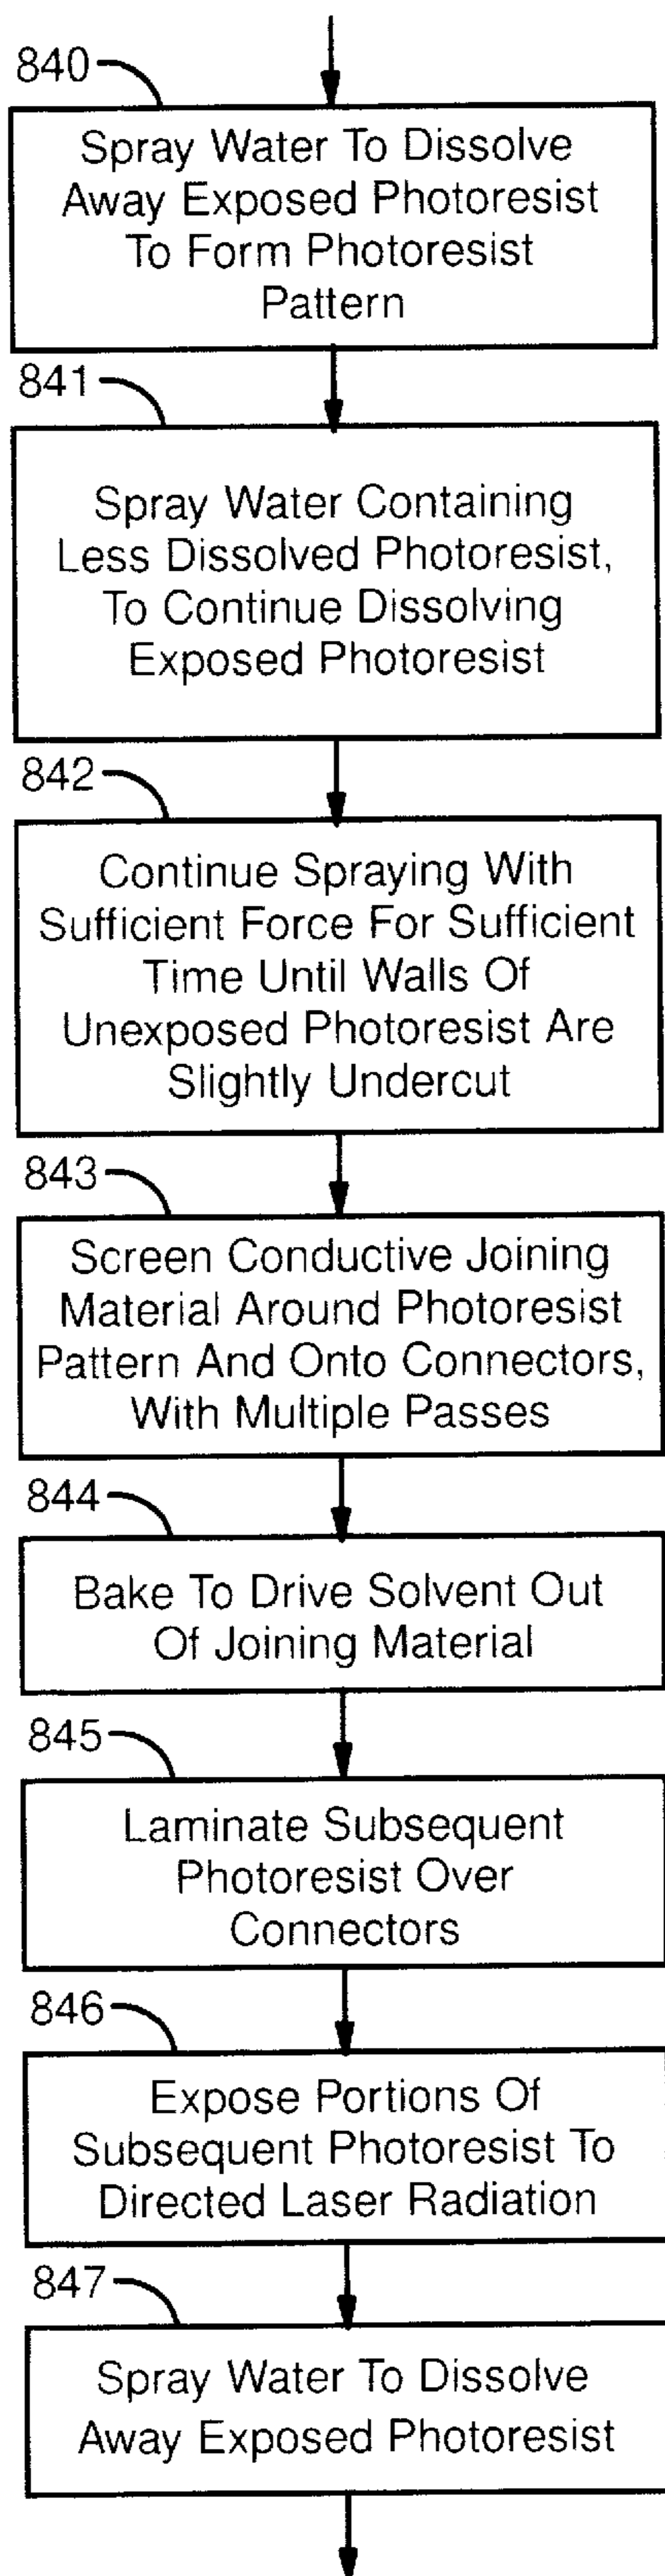 840
Spray Water To Dissolve
Away Exposed Photoresist
To Form Photoresist
Pattern
841
Spray Water Containing
Less Dissolved Photoresist,
To Continue Dissolving
Exposed Photoresist
842
Continue Spraying With
Sufficient Force For Sufficient
Time Until Walls Of
Unexposed Photoresist Are
Slightly Undercut
843
Screen Conductive Joining
Material Around Photoresist
Pattern And Onto Connectors,
With Multiple Passes
844
Bake To Drive Solvent Out
Of Joining Material
845
Laminate Subsequent
Photoresist Over
Connectors
846
Expose Portions Of
Subsequent Photoresist To
Directed Laser Radiation
847
Spray Water To Dissolve
Away Exposed Photoresist